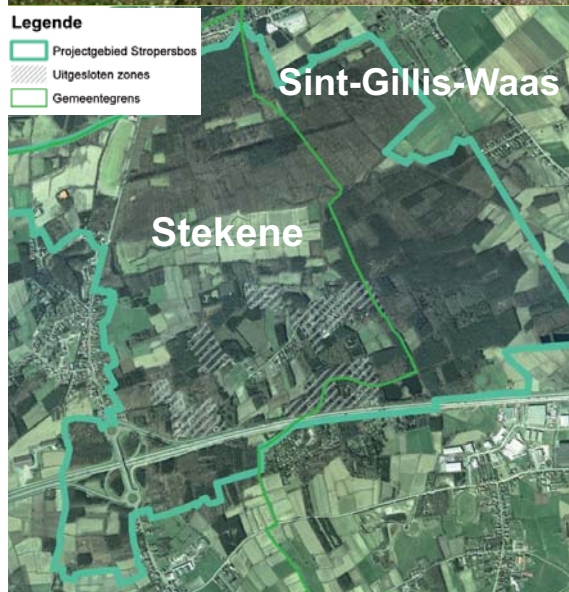 Legende
Projectgebied Stropersbos
Uitgesloten zones
Gemeentegrens
Sint-Gillis-Waas
Stekene